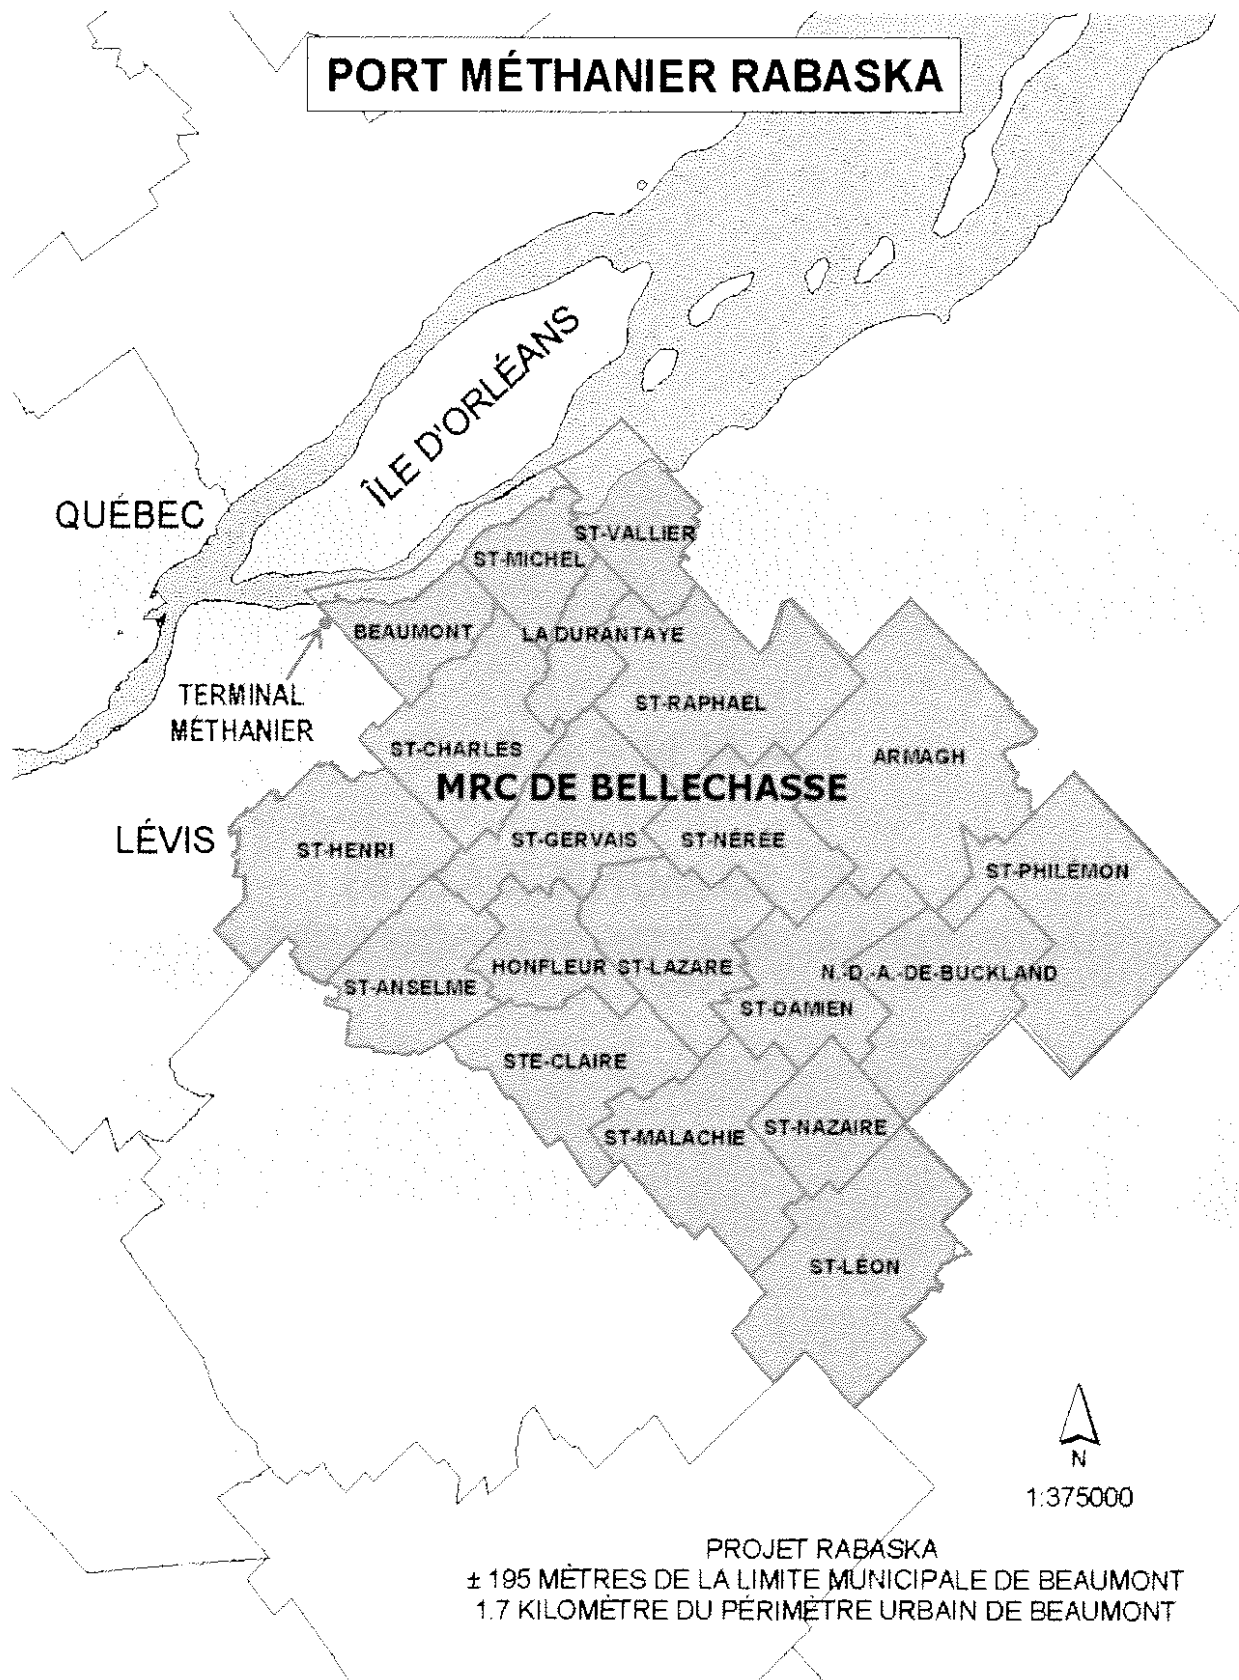 PORT MÉTHANIER RABASKA
ÎLE D'ORLÉANS
QUÉBEC
ST-VALLIER
ST-MICHEL
BEAUMONT
LA DURANTAYE
TERMINAL
MÉTHANIER
ST-RAPHAEL
ST-CHARLES
ARMAGH
MRC DE BELLECHASSE
LÉVIS
ST-HENRI
ST-GERVAIS
ST-NÉRÉE
ST-PHILÉMON
HONFLEUR
ST-LAZARE
N.-D.-A.-DE-BUCKLAND
ST-ANSELME
ST-DAMIEN
STE-CLAIRE
ST-MALACHIE
ST-NAZAIRE
ST-LÉON
N
1:375000
PROJET RABASKA
± 195 MÈTRES DE LA LIMITE MUNICIPALE DE BEAUMONT
1.7 KILOMÈTRE DU PÉRIMÈTRE URBAIN DE BEAUMONT